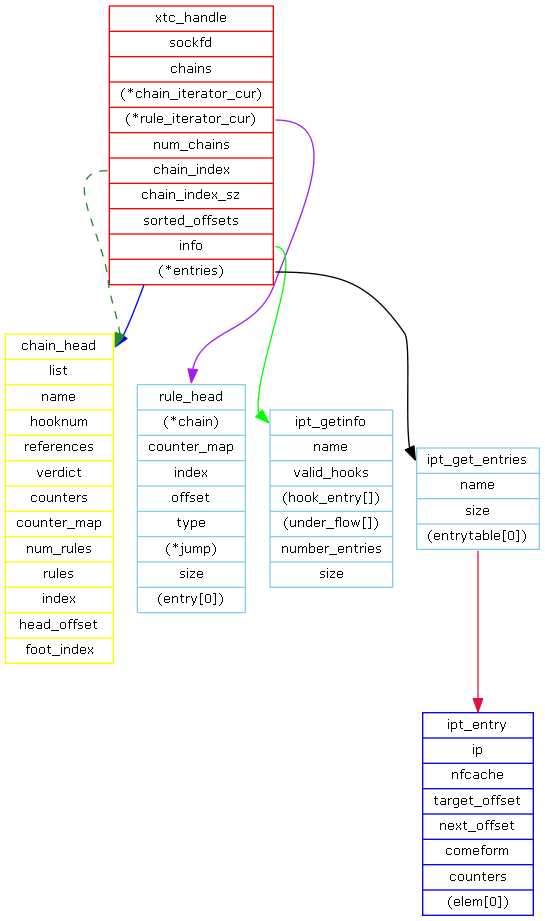 xtc_handle
sockfd
chains
(*chain_iterator_cur)
(*rule_iterator_cur)
num_chains
chain_index
chain_index_sz
sorted_offsets
info
(*entries)
chain_head
list
name
hooknum
references
verdict
counters
counter_map
num_rules
rules
index
head_offset
foot_index
rule_head
(*chain)
counter_map
index
offset
type
(*jump)
size
(entry[0])
ipt_getinfo
name
valid_hooks
(hook_entry[])
(under_flow[])
number_entries
size
ipt_get_entries
name
size
(entrytable[0])
ipt_entry
ip
nfcache
target_offset
next_offset
comeform
counters
(elem[0])